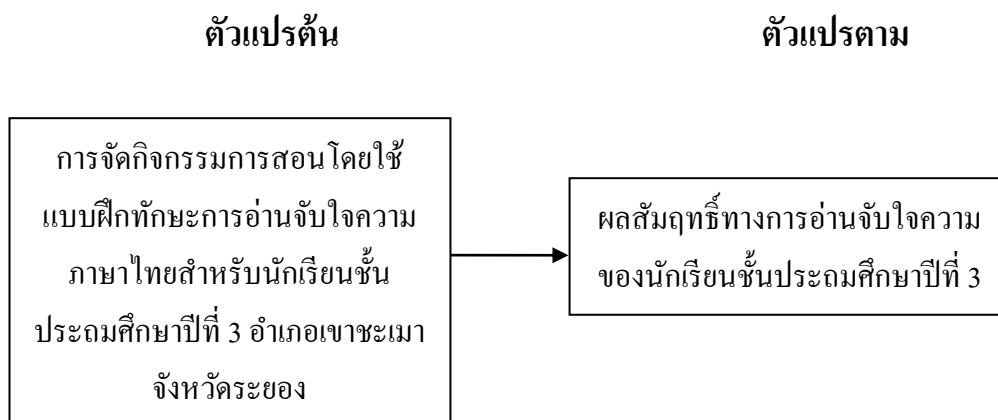 ตัวแปรต้น
ตัวแปรตาม
การจัดกิจกรรมการสอนโดยใช้
แบบฝึกทักษะการอ่านจับใจความ
ภาษาไทยสำหรับนักเรียนชั้น
ประถมศึกษาปีที่ 3 อำเภอเขาชะเมา
จังหวัดระยอง
ผลสัมฤทธิ์ทางการอ่านจับใจความ
ของนักเรียนชั้นประถมศึกษาปีที่ 3